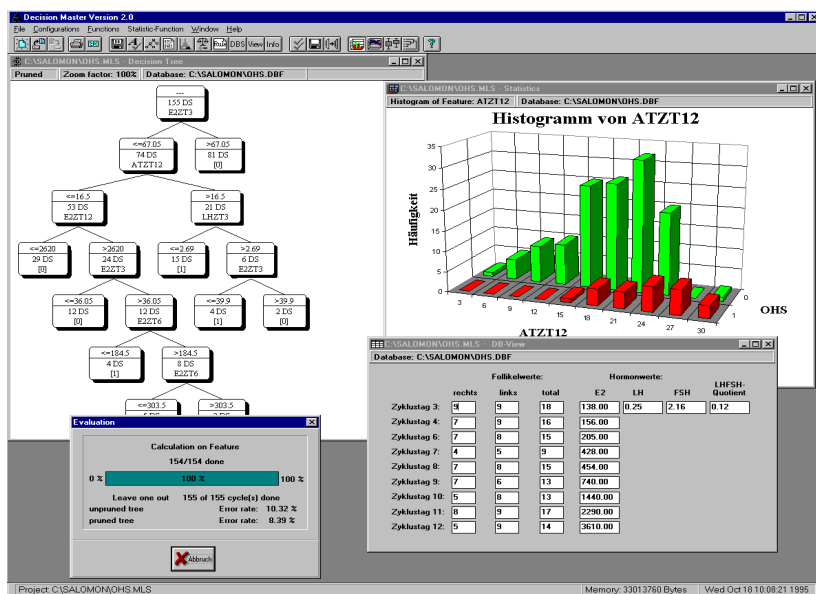 Decision Master Version 2.0
File Configurations Functions Statistic-Function Window Help
Rule DBS View Info
C:\SALOMON\OHS.MLS - Decision Tree
Pruned Zoom factor: 100% Database: C:\SALOMON\OHS.DBF
---
155 DS
E2ZT3
<=67.05
74 DS
ATZT12
>67.05
81 DS
[0]
<=16.5
53 DS
E2ZT12
>16.5
21 DS
LHZT3
<=2620
29 DS
[0]
>2620
24 DS
E2ZT3
<=2.69
15 DS
[1]
>2.69
6 DS
E2ZT3
<=36.05
12 DS
[0]
>36.05
12 DS
E2ZT6
<=39.9
4 DS
[1]
>39.9
2 DS
[0]
<=184.5
4 DS
[1]
>184.5
8 DS
E2ZT6
<=303.5
>303.5
C:\SALOMON\OHS.MLS - Statistics
Histogram of Feature: ATZT12 Database: C:\SALOMON\OHS.DBF
Histogramm von ATZT12
Häufigkeit
35
30
25
20
15
10
5
0
3 6 9 12 15 18 21 24 27 30
ATZT12
0
1
OHS
C:\SALOMON\OHS.MLS - DB-View
Database: C:\SALOMON\OHS.DBF
Follikelwerte: Hormonwerte:
rechts links total E2 LH FSH LHFSH-Quotient
Zyklustag 3: 9 9 18 138.00 0.25 2.16 0.12
Zyklustag 4: 7 9 16 156.00
Zyklustag 6: 7 8 15 205.00
Zyklustag 7: 4 5 9 428.00
Zyklustag 8: 7 8 15 454.00
Zyklustag 9: 7 6 13 740.00
Zyklustag 10: 5 8 13 1440.00
Zyklustag 11: 8 9 17 2290.00
Zyklustag 12: 5 9 14 3610.00
Evaluation
Calculation on Feature
154/154 done
0 % 100 % 100 %
Leave one out 155 of 155 cycle(s) done
unpruned tree Error rate: 10.32 %
pruned tree Error rate: 8.39 %
Abbruch
Project: C:\SALOMON\OHS.MLS
Memory: 33013760 Bytes
Wed Oct 18 10:08:21 1995